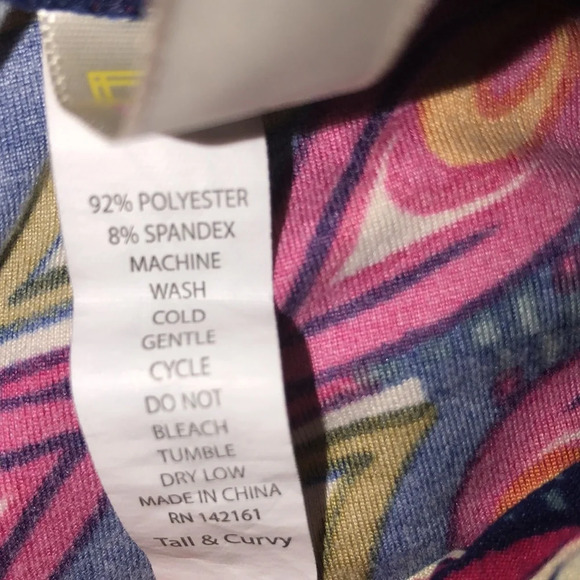 92% POLYESTER
8% SPANDEX
MACHINE
WASH
COLD
GENTLE
CYCLE
DO NOT
BLEACH
TUMBLE
DRY LOW
MADE IN CHINA
RN 142161
Tall & Curvy